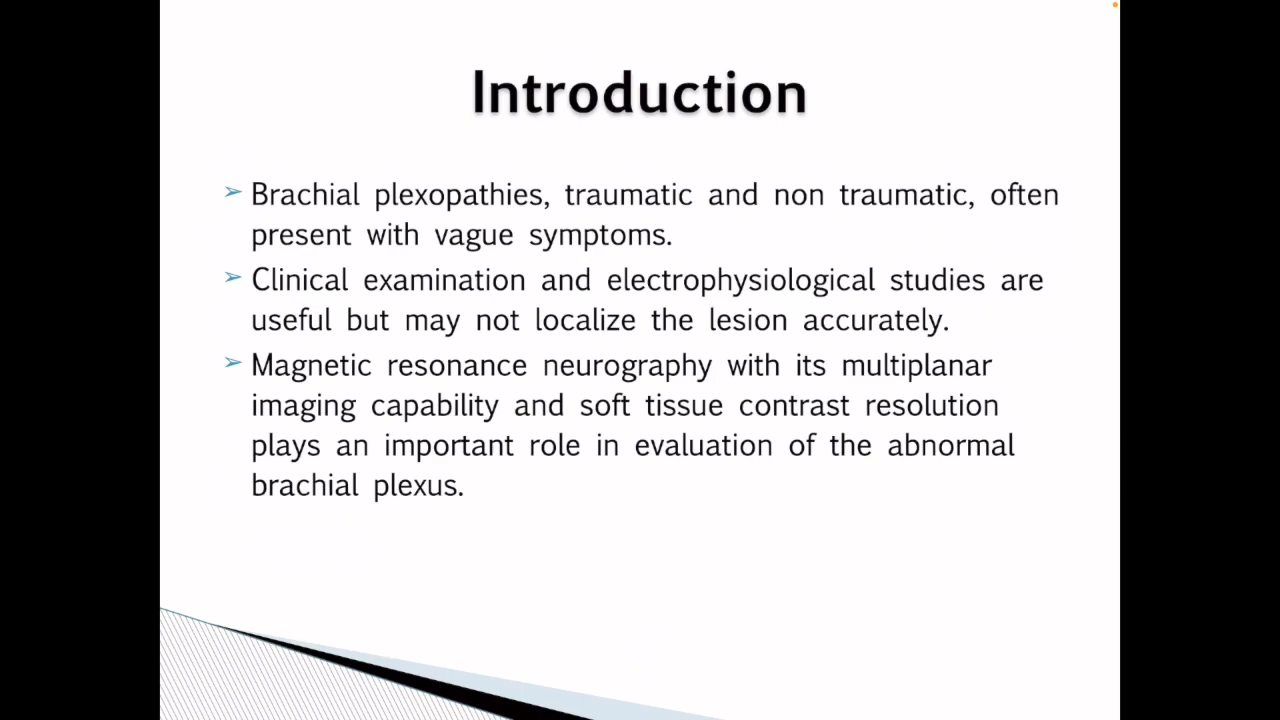 Introduction
➢ Brachial plexopathies, traumatic and non traumatic, often
present with vague symptoms.
➢ Clinical examination and electrophysiological studies are
useful but may not localize the lesion accurately.
➢ Magnetic resonance neurography with its multiplanar
imaging capability and soft tissue contrast resolution
plays an important role in evaluation of the abnormal
brachial plexus.